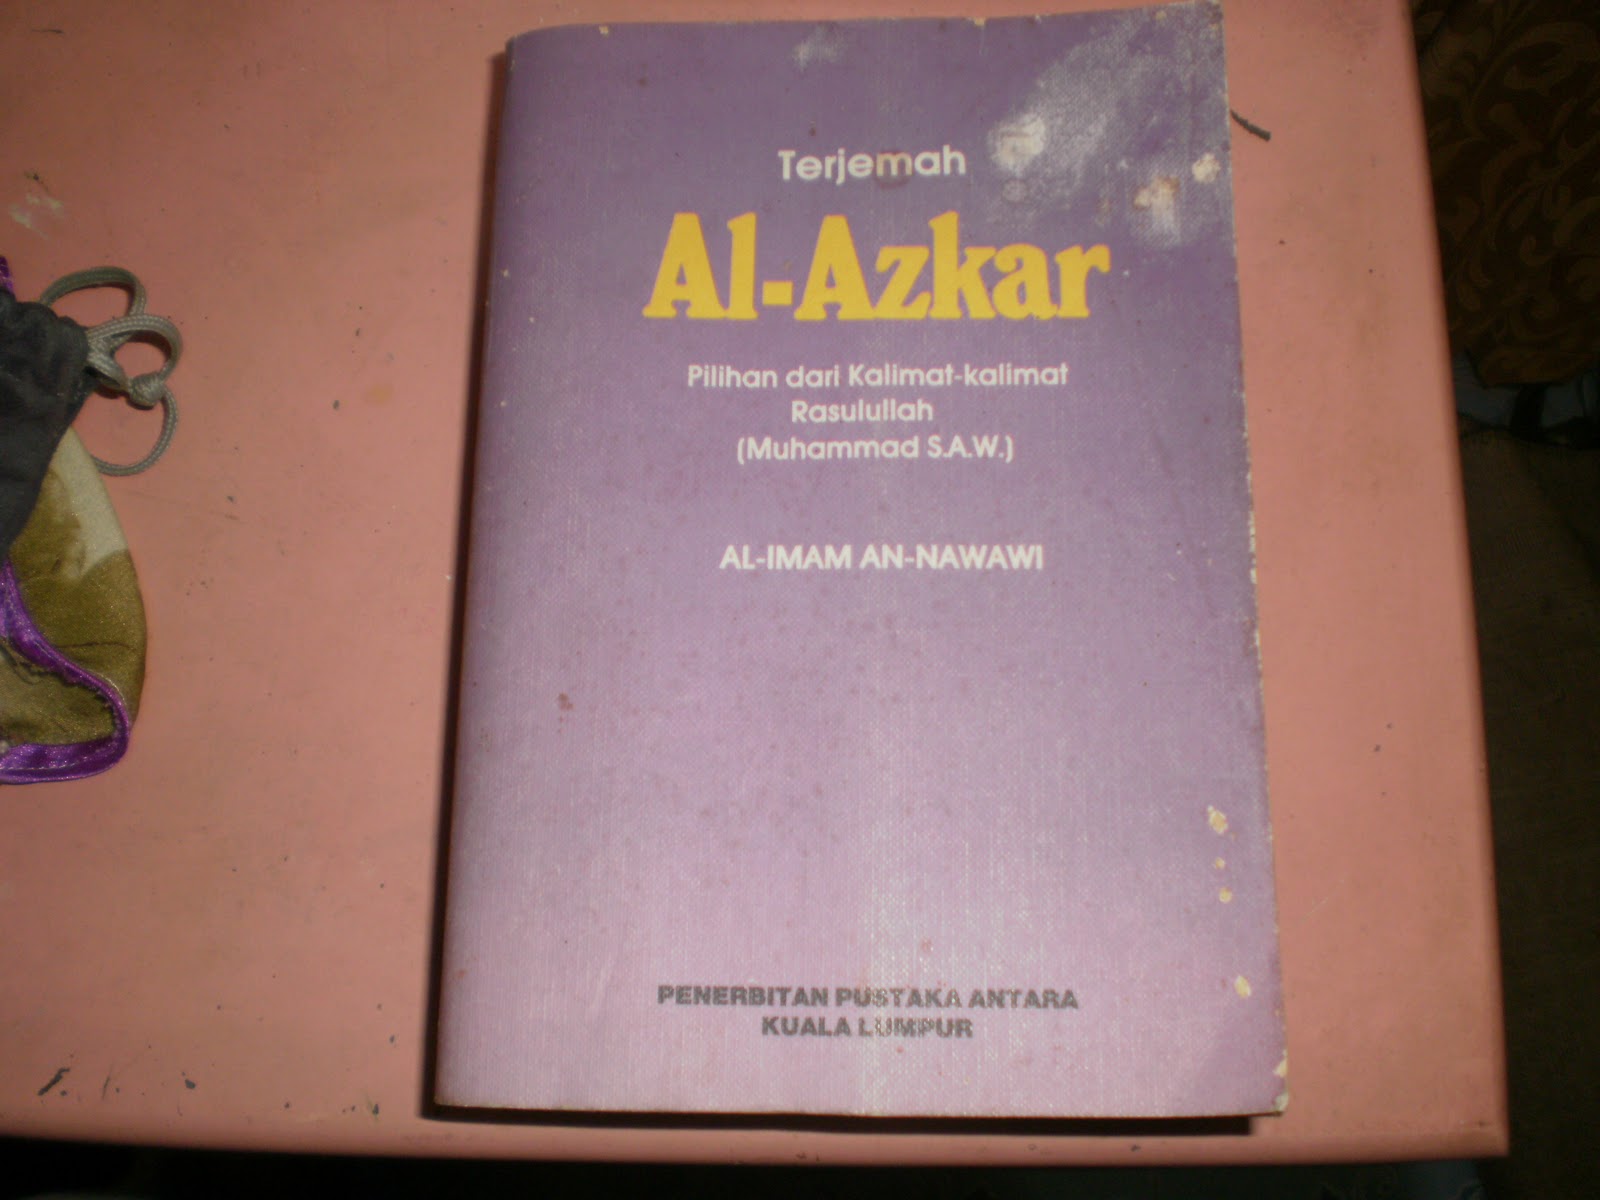 Terjemah
Al-Azkar
Pilihan dari Kalimat-kalimat
Rasulullah
(Muhammad S.A.W.)
AL-IMAM AN-NAWAWI
PENERBITAN PUSTAKA ANTARA
KUALA LUMPUR